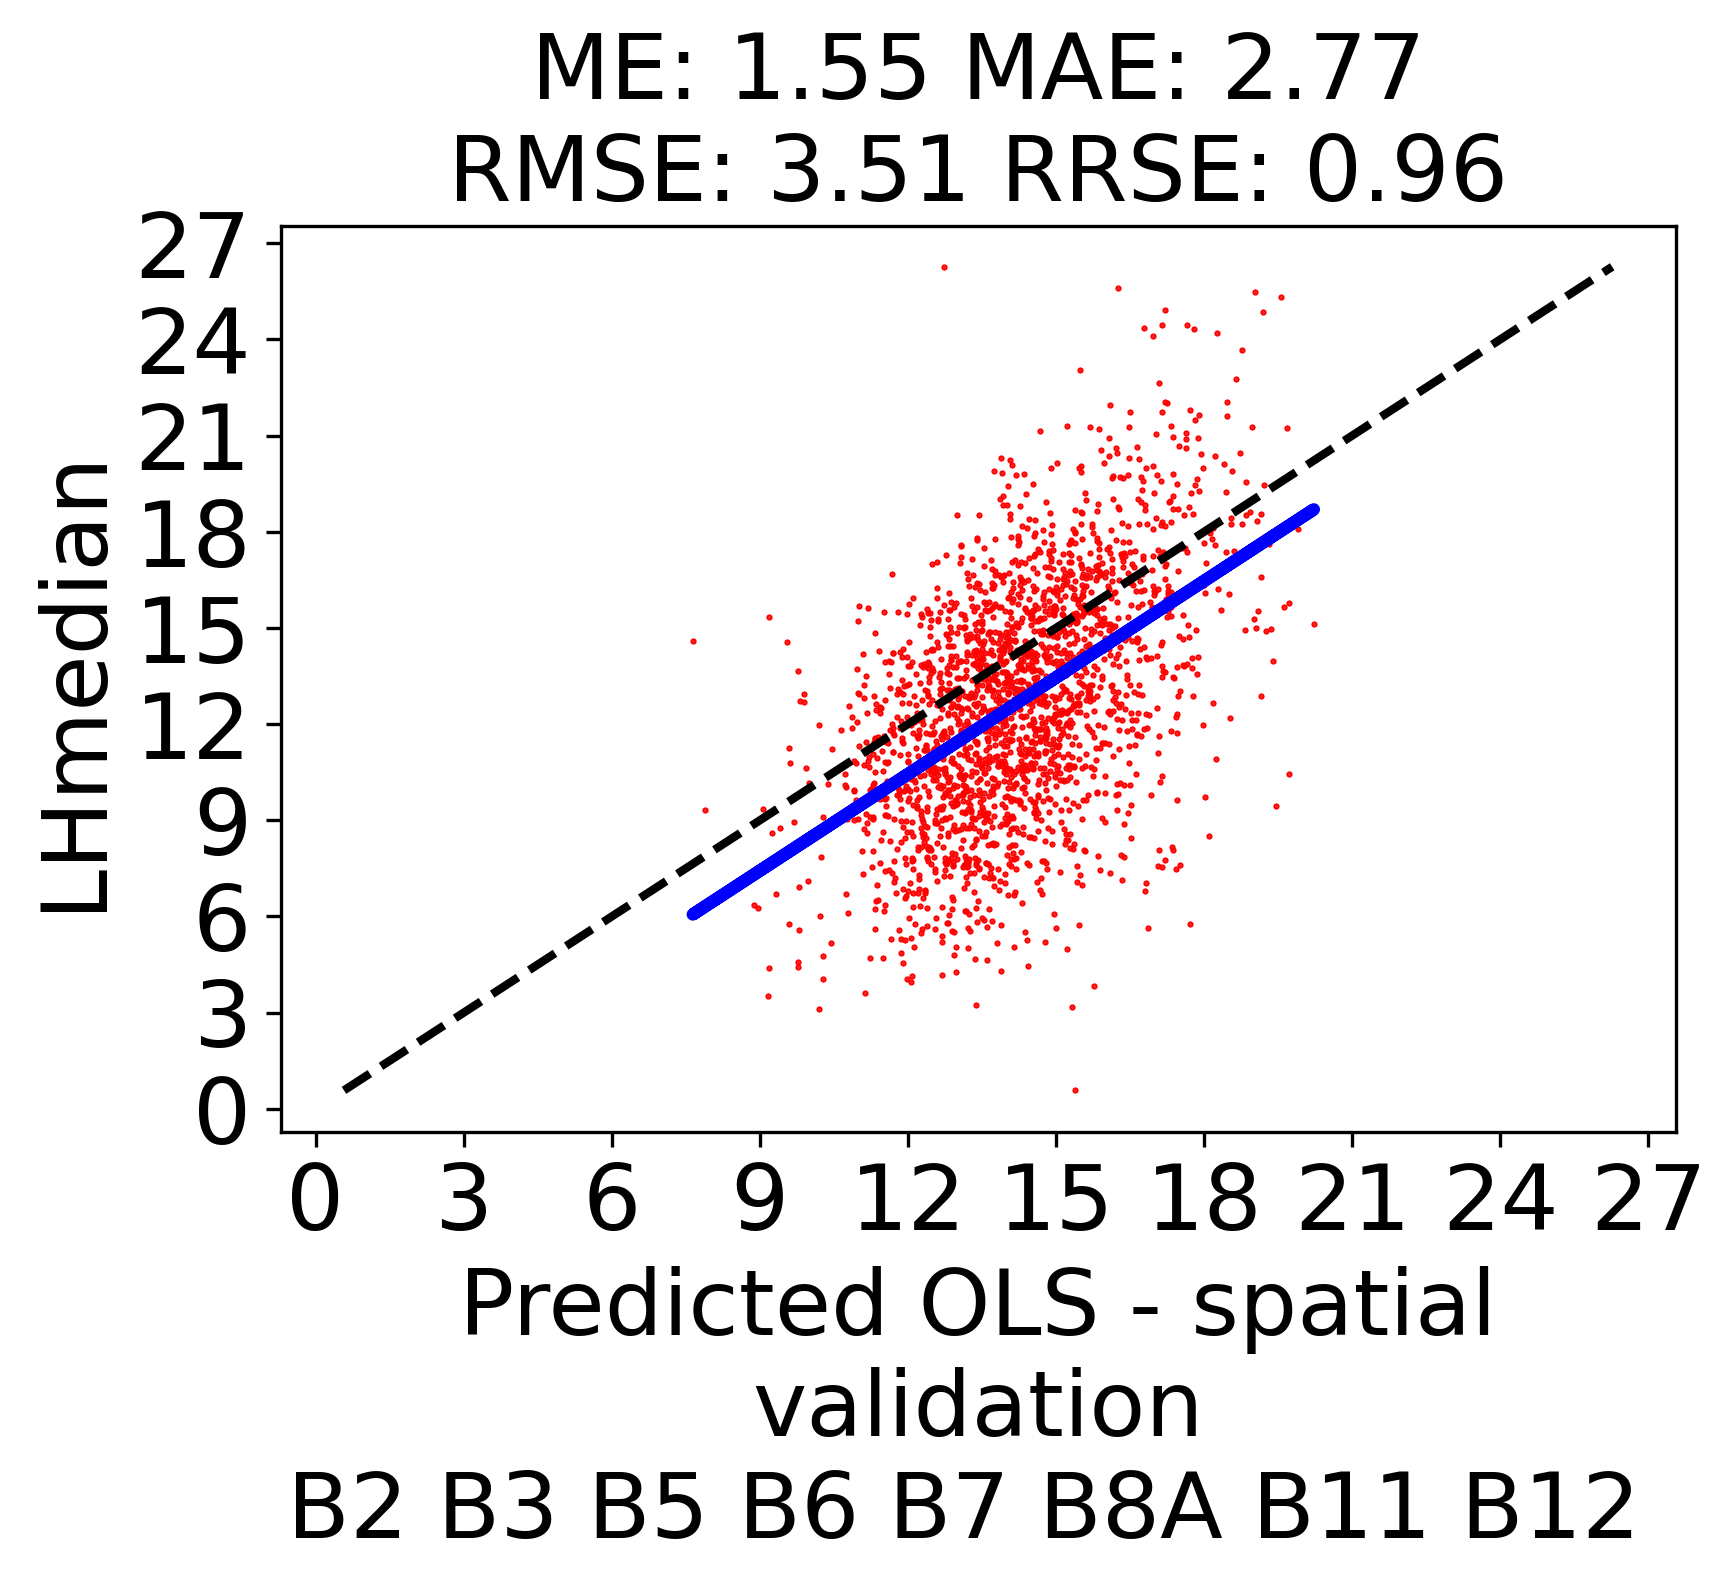 ME: 1.55 MAE: 2.77
RMSE: 3.51 RRSE: 0.96
27
24
21
18
15
12
9
6
3
0
LHmedian
0 3 6 9 12 15 18 21 24 27
Predicted OLS - spatial
validation
B2 B3 B5 B6 B7 B8A B11 B12